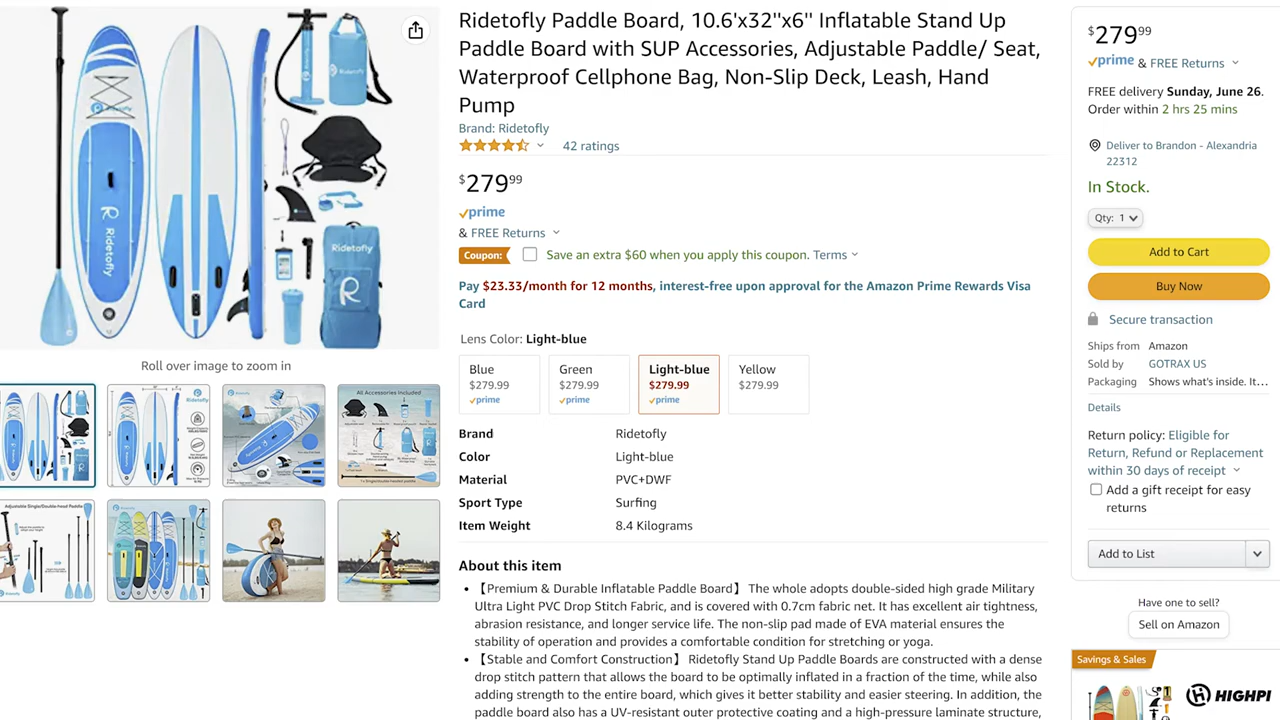 Ridetofly Paddle Board, 10.6'x32''x6'' Inflatable Stand Up
Paddle Board with SUP Accessories, Adjustable Paddle/ Seat,
Waterproof Cellphone Bag, Non-Slip Deck, Leash, Hand
Pump
Brand: Ridetofly
42 ratings
$279 99
prime
& FREE Returns
Coupon: Save an extra $60 when you apply this coupon. Terms
Pay $23.33/month for 12 months, interest-free upon approval for the Amazon Prime Rewards Visa
Card
Lens Color: Light-blue
Blue
$279.99
prime
Green
$279.99
prime
Light-blue
$279.99
prime
Yellow
$279.99
Brand Ridetofly
Color Light-blue
Material PVC+DWF
Sport Type Surfing
Item Weight 8.4 Kilograms
About this item
• 【Premium & Durable Inflatable Paddle Board】 The whole adopts double-sided high grade Military
Ultra Light PVC Drop Stitch Fabric, and is covered with 0.7cm fabric net. It has excellent air tightness,
abrasion resistance, and longer service life. The non-slip pad made of EVA material ensures the
stability of operation and provides a comfortable condition for stretching or yoga.
• 【Stable and Comfort Construction】 Ridetofly Stand Up Paddle Boards are constructed with a dense
drop stitch pattern that allows the board to be optimally inflated in a fraction of the time, while also
adding strength to the entire board, which gives it better stability and easier steering. In addition, the
paddle board also has a UV-resistant outer protective coating and a high-pressure laminate structure,
Ridetofly
Ridetofly
Ridetofly
R
Roll over image to zoom in
All Accessories Included
Adjustable Single/Double-head Paddle
$279 99
prime & FREE Returns
FREE delivery Sunday, June 26.
Order within 2 hrs 25 mins
Deliver to Brandon - Alexandria
22312
In Stock.
Qty: 1
Add to Cart
Buy Now
Secure transaction
Ships from Amazon
Sold by GOTRAX US
Packaging Shows what's inside. It…
Details
Return policy: Eligible for
Return, Refund or Replacement
within 30 days of receipt
Add a gift receipt for easy
returns
Add to List
Have one to sell?
Sell on Amazon
Savings & Sales
HIGHPI